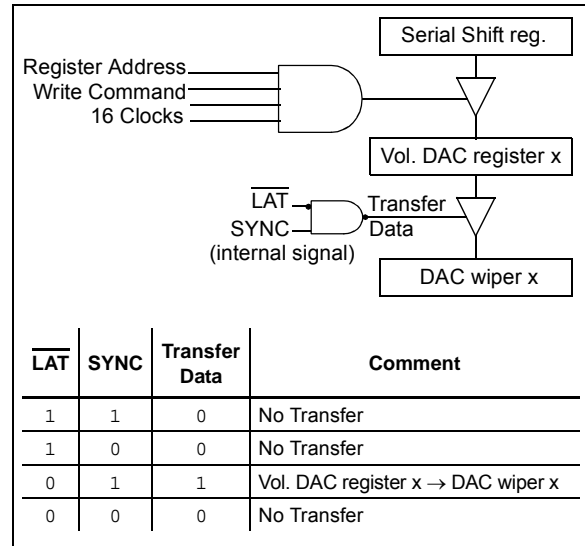 Serial Shift reg.
Register Address
Write Command
16 Clocks
Vol. DAC register x
LAT
SYNC
(internal signal)
Transfer
Data
DAC wiper x
LAT SYNC Transfer Data Comment
1 1 0 No Transfer
1 0 0 No Transfer
0 1 1 Vol. DAC register x → DAC wiper x
0 0 0 No Transfer